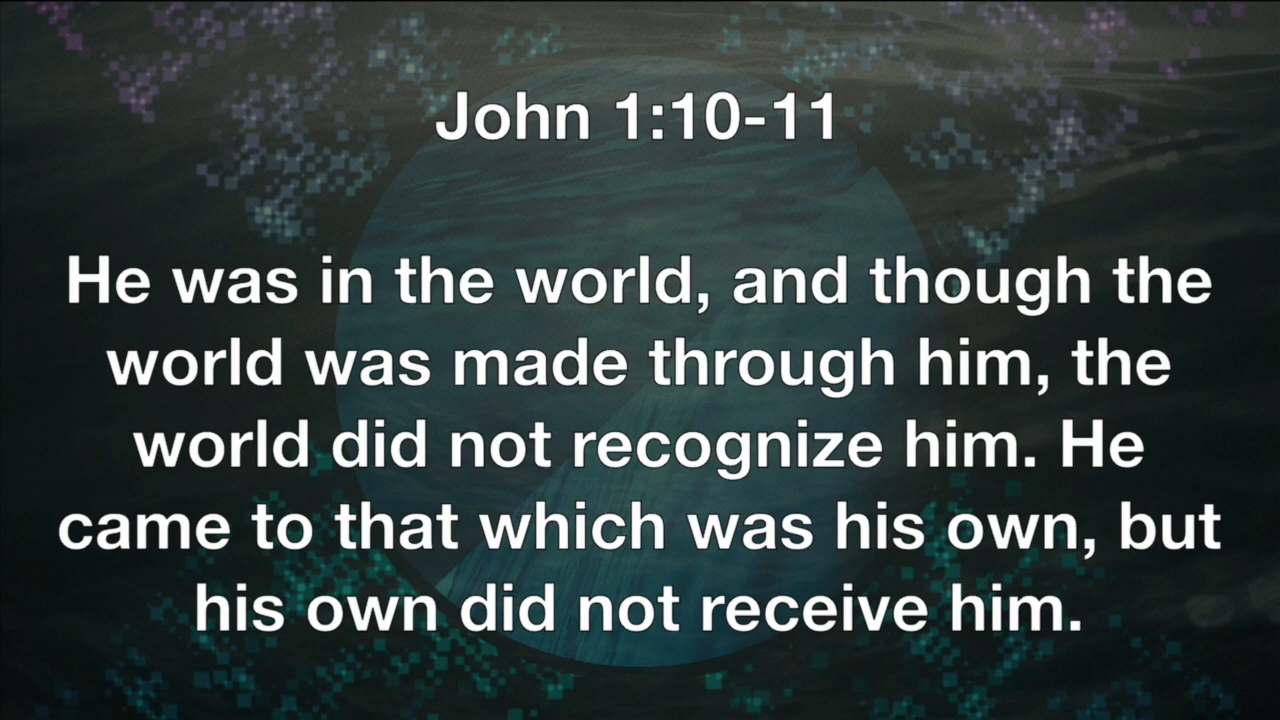 John 1:10-11
He was in the world, and though the
world was made through him, the
world did not recognize him. He
came to that which was his own, but
his own did not receive him.